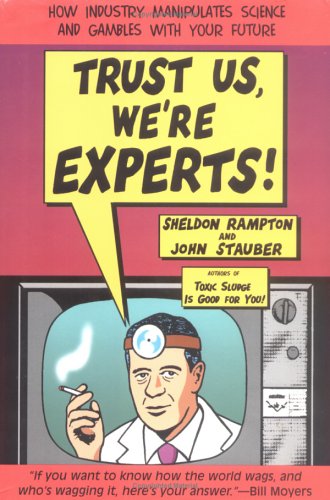 HOW INDUSTRY MANIPULATES SCIENCE
AND GAMBLES WITH YOUR FUTURE
TRUST US,
WE'RE
EXPERTS!
SHELDON RAMPTON
AND
JOHN STAUBER
AUTHORS OF
TOXIC SLUDGE
IS GOOD FOR YOU!
"If you want to know how the world wags, and
who's wagging it, here's your answer."—Bill Moyers